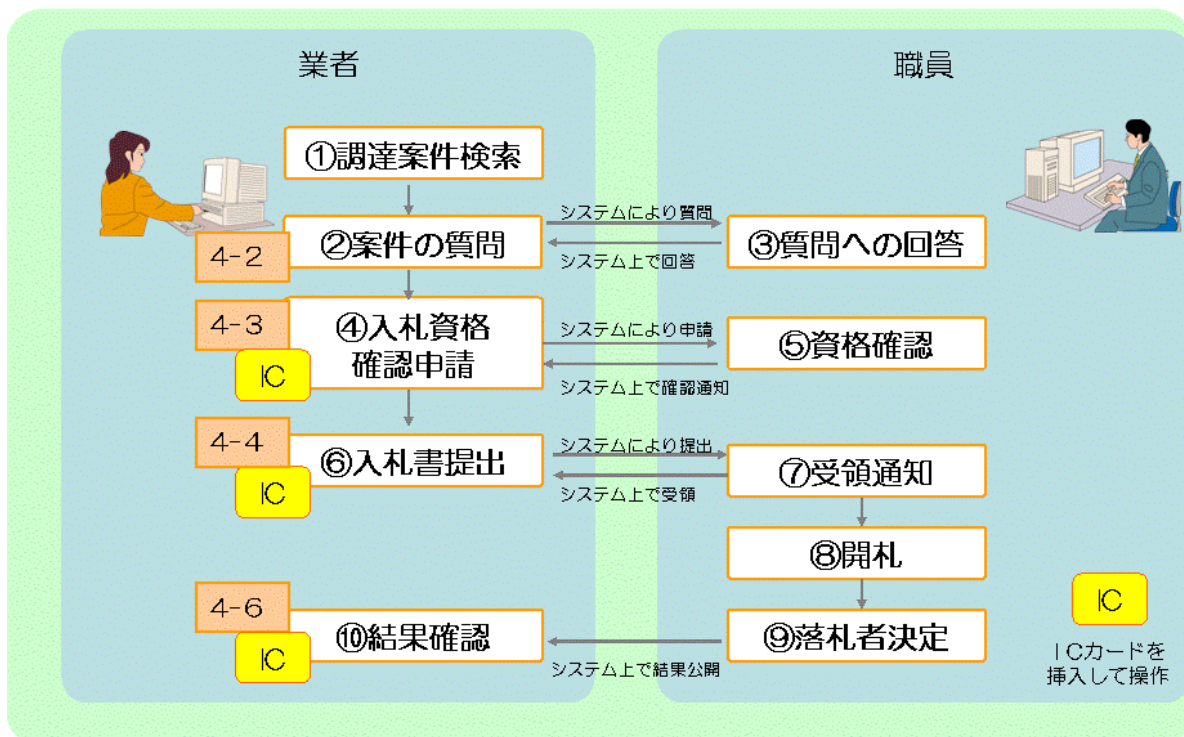 業者
職員
①調達案件検索
システムにより質問
②案件の質問
③質問への回答
4-2
システム上で回答
4-3
④入札資格
確認申請
システムにより申請
⑤資格確認
IC
システム上で確認通知
4-4
システムにより提出
⑥入札書提出
⑦受領通知
IC
システム上で受領
⑧開札
4-6
IC
⑩結果確認
⑨落札者決定
IC
システム上で結果公開
ICカードを
挿入して操作